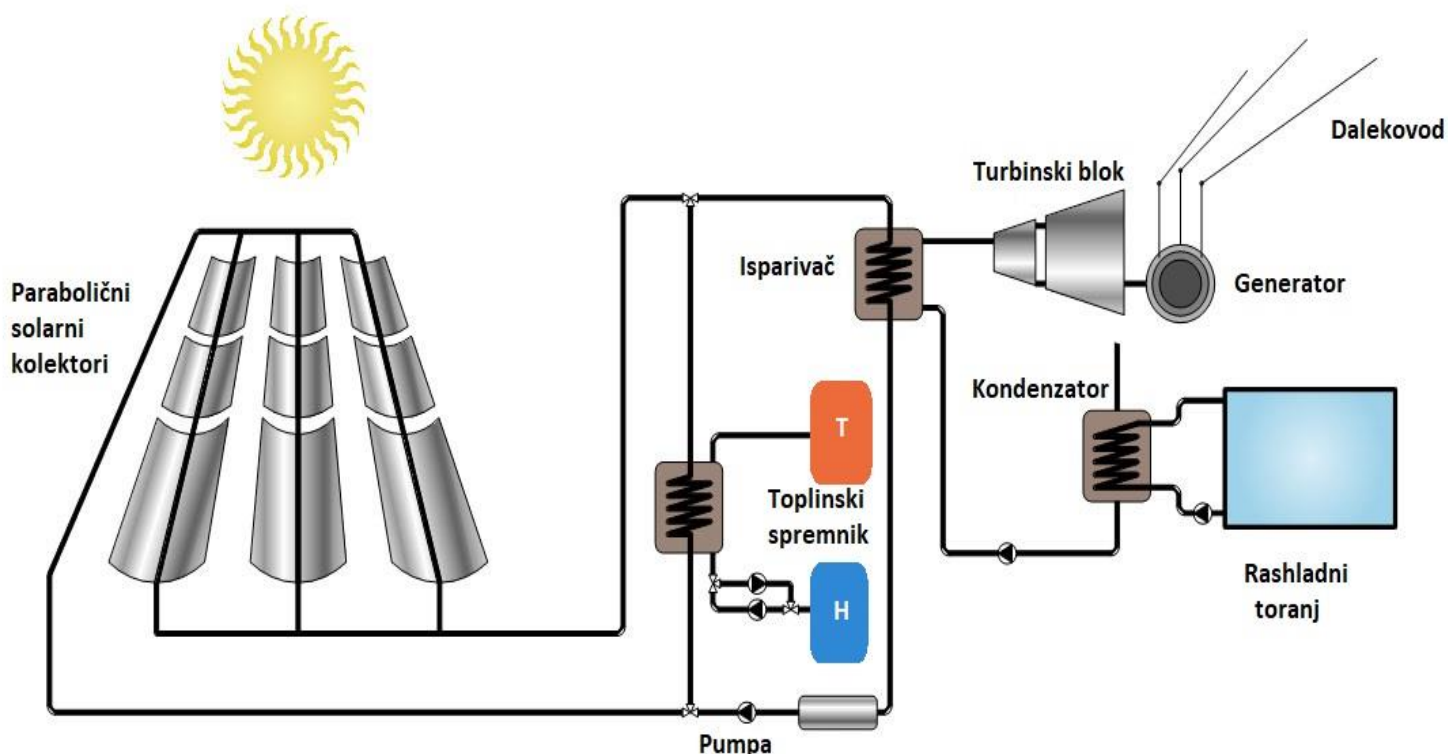 Dalekovod
Turbinski blok
Isparivač
Generator
Parabolični
solarni
kolektori
Kondenzator
T
Toplinski
spremnik
H
Rashladni
toranj
Pumpa